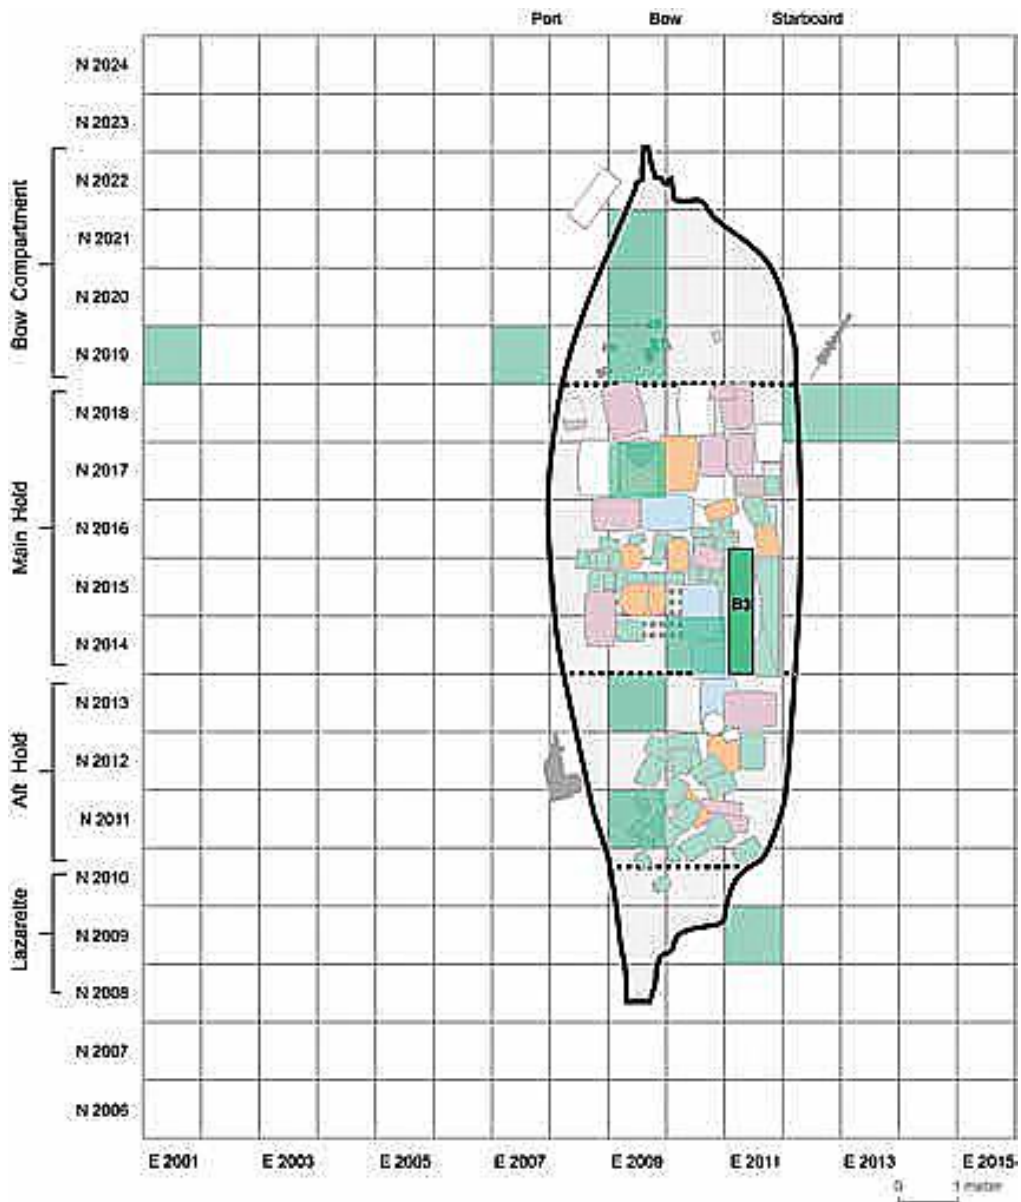 Port Bow Starboard
N 2024
N 2023
N 2022
N 2021
N 2020
N 2019
N 2018
N 2017
N 2016
N 2015
N 2014
N 2013
N 2012
N 2011
N 2010
N 2009
N 2008
N 2007
N 2006
Bow Compartment
Main Hold
Aft Hold
Lazarette
B3
E 2001 E 2003 E 2005 E 2007 E 2009 E 2011 E 2013 E 2015
0 1 meter